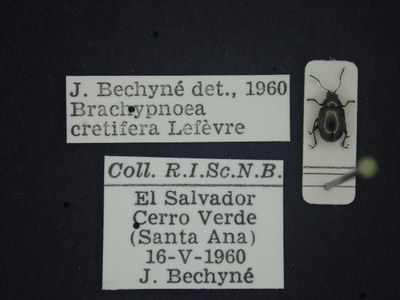 J. Bechyné det., 1960
Brachypnoea
cretifera Lefèvre
Coll. R.I.Sc.N.B.
El Salvador
Cerro Verde
(Santa Ana)
16-V-1960
J. Bechyné